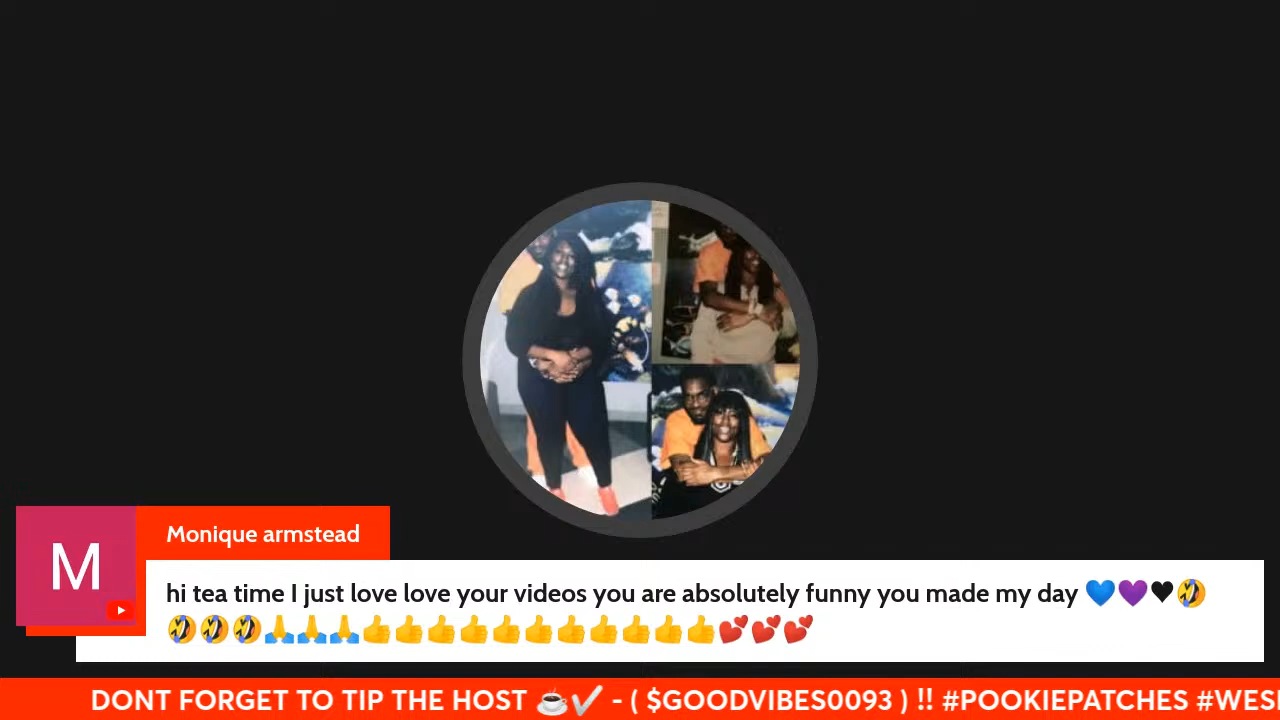 M
Monique armstead
hi tea time I just love love your videos you are absolutely funny you made my day 💙💜🖤🤣
🤣🤣🤣🙏🙏🙏👍👍👍👍👍👍👍👍👍👍👍💕💕💕
DONT FORGET TO TIP THE HOST ☕✔️ - ( $GOODVIBES0093 ) !! #POOKIEPATCHES